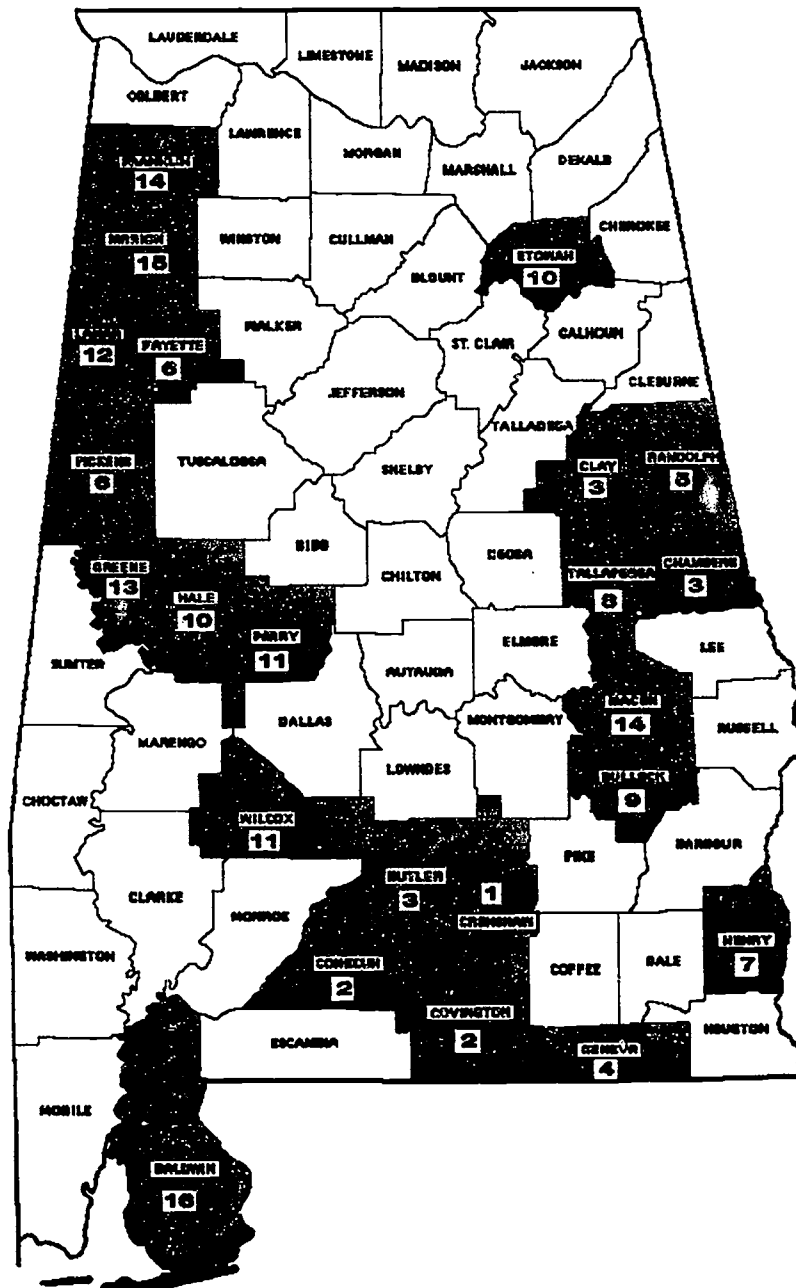 LAUDERDALE
LIMESTONE
MADISON
JACKSON
COLBERT
LAWRENCE
MORGAN
MARSHALL
DEKALB
FRANKLIN
14
MARION
15
WINSTON
CULLMAN
BLOUNT
ETOWAH
10
CHEROKEE
LAMAR
12
FAYETTE
6
WALKER
JEFFERSON
ST. CLAIR
CALHOUN
CLEBURNE
TALLADEGA
PICKENS
6
TUSCALOOSA
SHELBY
CLAY
3
RANDOLPH
5
BIBB
CHILTON
COOSA
TALLAPOOSA
8
CHAMBERS
3
GREENE
13
HALE
10
PERRY
11
SUMTER
AUTAUGA
ELMORE
LEE
MARENGO
DALLAS
LOWNDES
MONTGOMERY
MACON
14
RUSSELL
BULLOCK
9
CHOCTAW
WILCOX
11
CLARKE
MONROE
BUTLER
3
1
CRENSHAW
PIKE
BARBOUR
WASHINGTON
CONECUH
2
COVINGTON
2
COFFEE
DALE
HENRY
7
HOUSTON
ESCAMBIA
GENEVA
4
MOBILE
BALDWIN
16